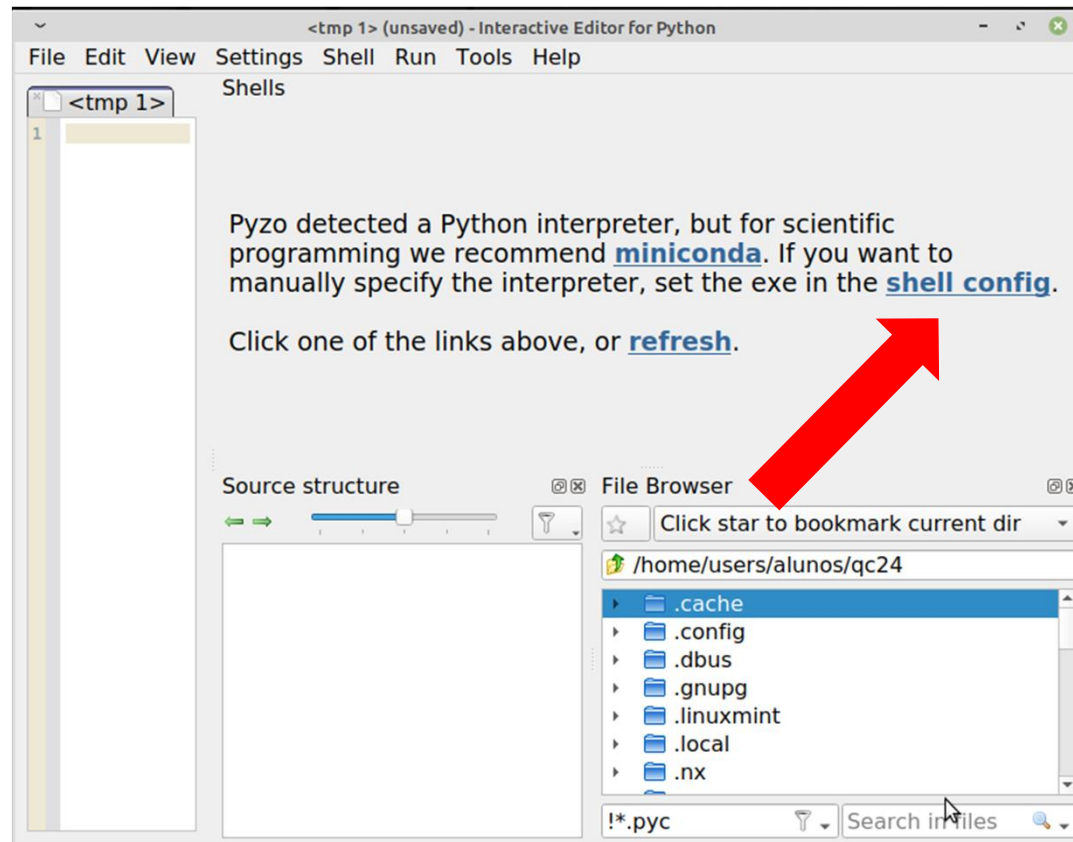 <tmp 1> (unsaved) - Interactive Editor for Python
File Edit View Settings Shell Run Tools Help
<tmp 1>
Shells
1
Pyzo detected a Python interpreter, but for scientific
programming we recommend miniconda. If you want to
manually specify the interpreter, set the exe in the shell config.
Click one of the links above, or refresh.
Source structure
File Browser
Click star to bookmark current dir
/home/users/alunos/qc24
.cache
.config
.dbus
.gnupg
.linuxmint
.local
.nx
!*.pyc
Search in files